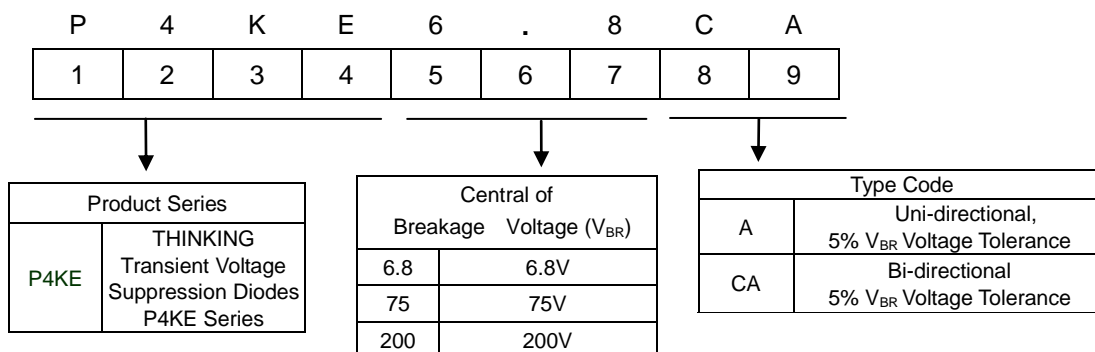 P 4 K E 6 . 8 C A
1 2 3 4 5 6 7 8 9
Product Series
P4KE
THINKING
Transient Voltage
Suppression Diodes
P4KE Series
Central of
Breakage Voltage (VBR)
6.8 6.8V
75 75V
200 200V
Type Code
A
Uni-directional,
5% VBR Voltage Tolerance
CA
Bi-directional
5% VBR Voltage Tolerance